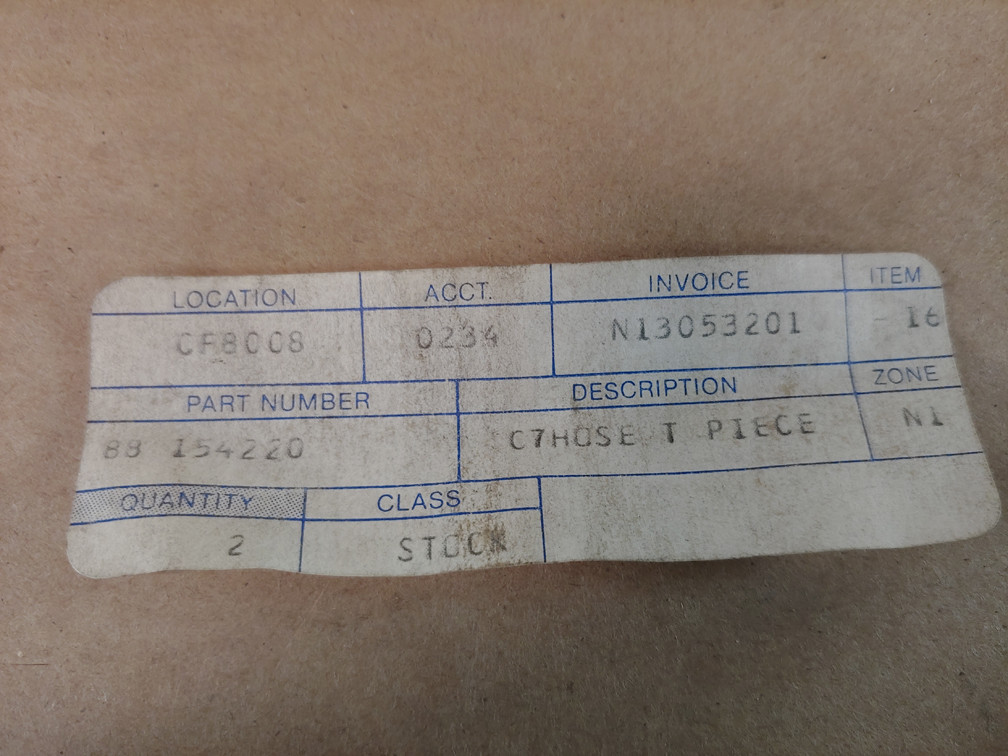 LOCATION ACCT. INVOICE ITEM
CF8008 0234 N13053201 - 16
PART NUMBER DESCRIPTION ZONE
88 154220 C7HOSE T PIECE N1
QUANTITY CLASS
2 STOCK